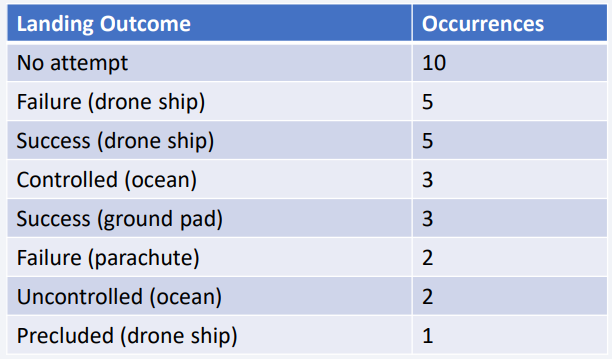 Landing Outcome Occurrences
No attempt 10
Failure (drone ship) 5
Success (drone ship) 5
Controlled (ocean) 3
Success (ground pad) 3
Failure (parachute) 2
Uncontrolled (ocean) 2
Precluded (drone ship) 1